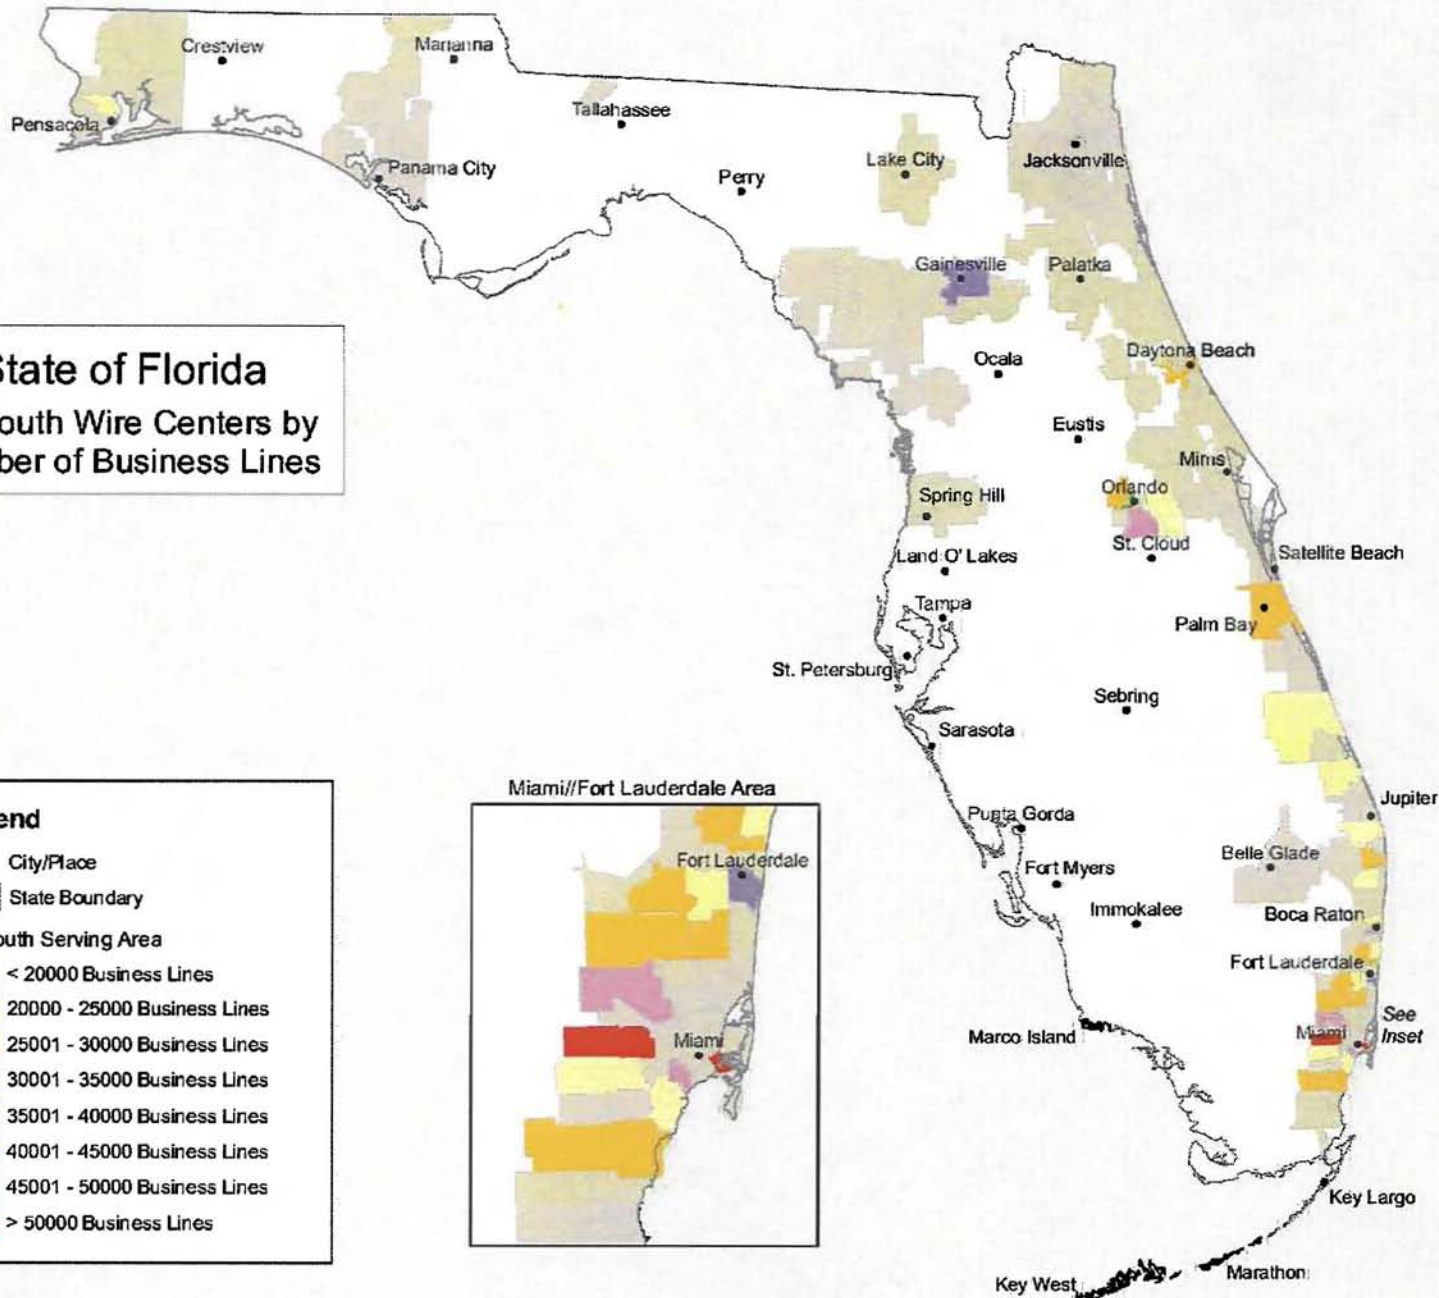 Crestview
Marianna
Tallahassee
Pensacola
Panama City
Perry
Lake City
Jacksonville
Gainesville
Palatka
State of Florida
outh Wire Centers by
ber of Business Lines
Ocala
Daytona Beach
Eustis
Mims
Spring Hill
Orlando
Land O' Lakes
St. Cloud
Satellite Beach
Tampa
Palm Bay
St. Petersburg
Sebring
Sarasota
Punta Gorda
Jupiter
Belle Glade
Fort Myers
Immokalee
Boca Raton
Fort Lauderdale
Marco Island
Miami
See
Inset
Key Largo
Key West
Marathon
Miami//Fort Lauderdale Area
Fort Lauderdale
Miami
end
City/Place
State Boundary
outh Serving Area
< 20000 Business Lines
20000 - 25000 Business Lines
25001 - 30000 Business Lines
30001 - 35000 Business Lines
35001 - 40000 Business Lines
40001 - 45000 Business Lines
45001 - 50000 Business Lines
> 50000 Business Lines